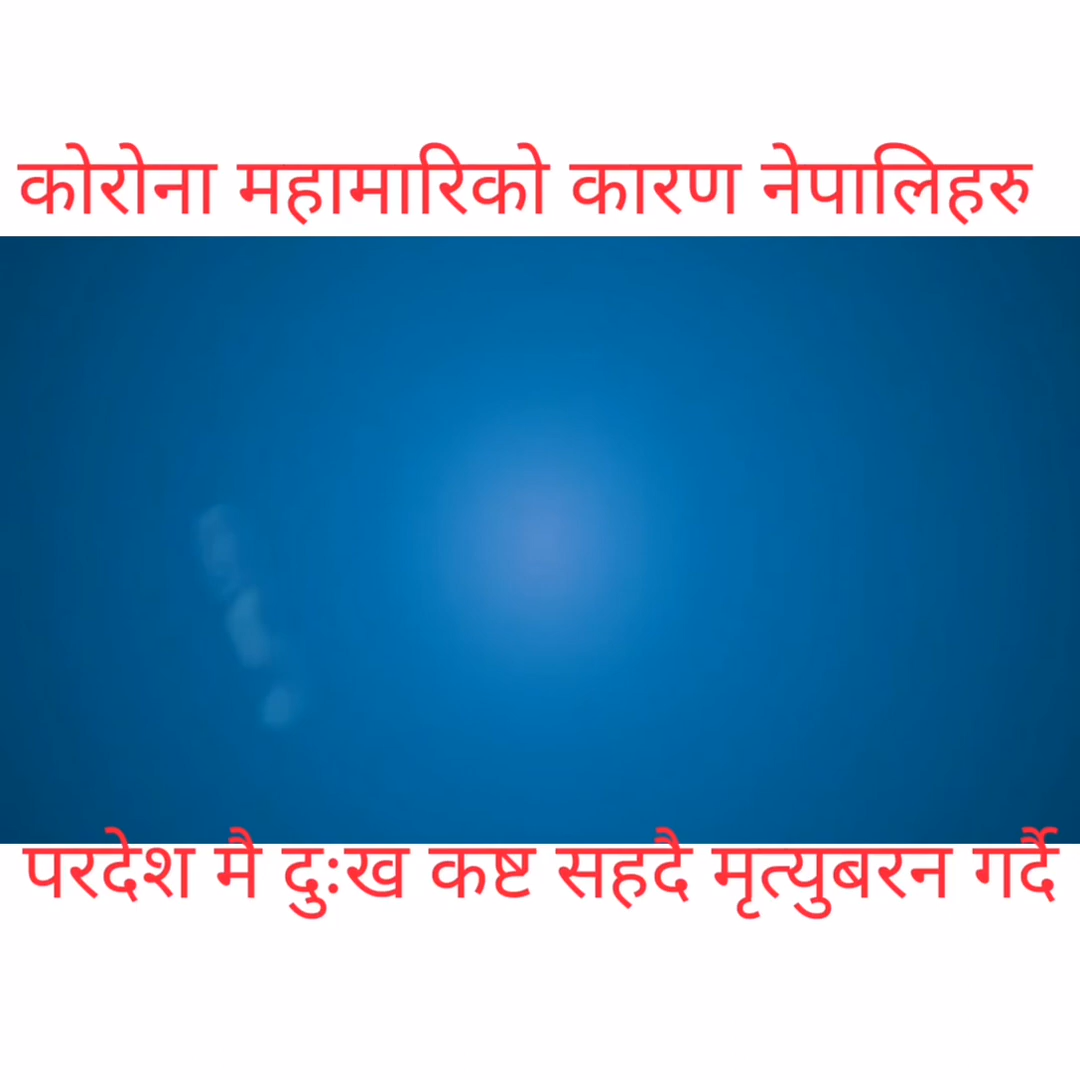 कोरोना महामारिको कारण नेपालिहरु
परदेश मै दुःख कष्ट सहदै मृत्युबरन गर्दै